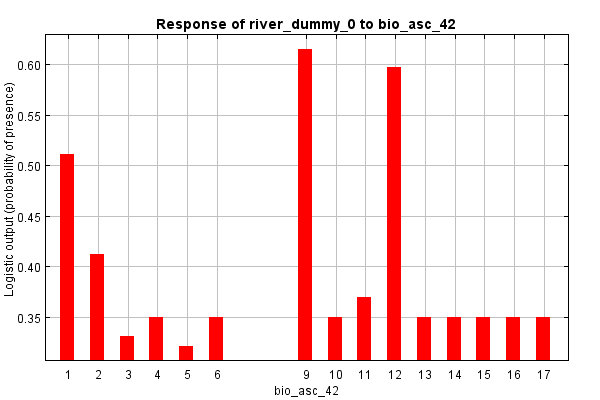 Response of river_dummy_0 to bio_asc_42
Logistic output (probability of presence)
0.60
0.55
0.50
0.45
0.40
0.35
1 2 3 4 5 6 9 10 11 12 13 14 15 16 17
bio_asc_42